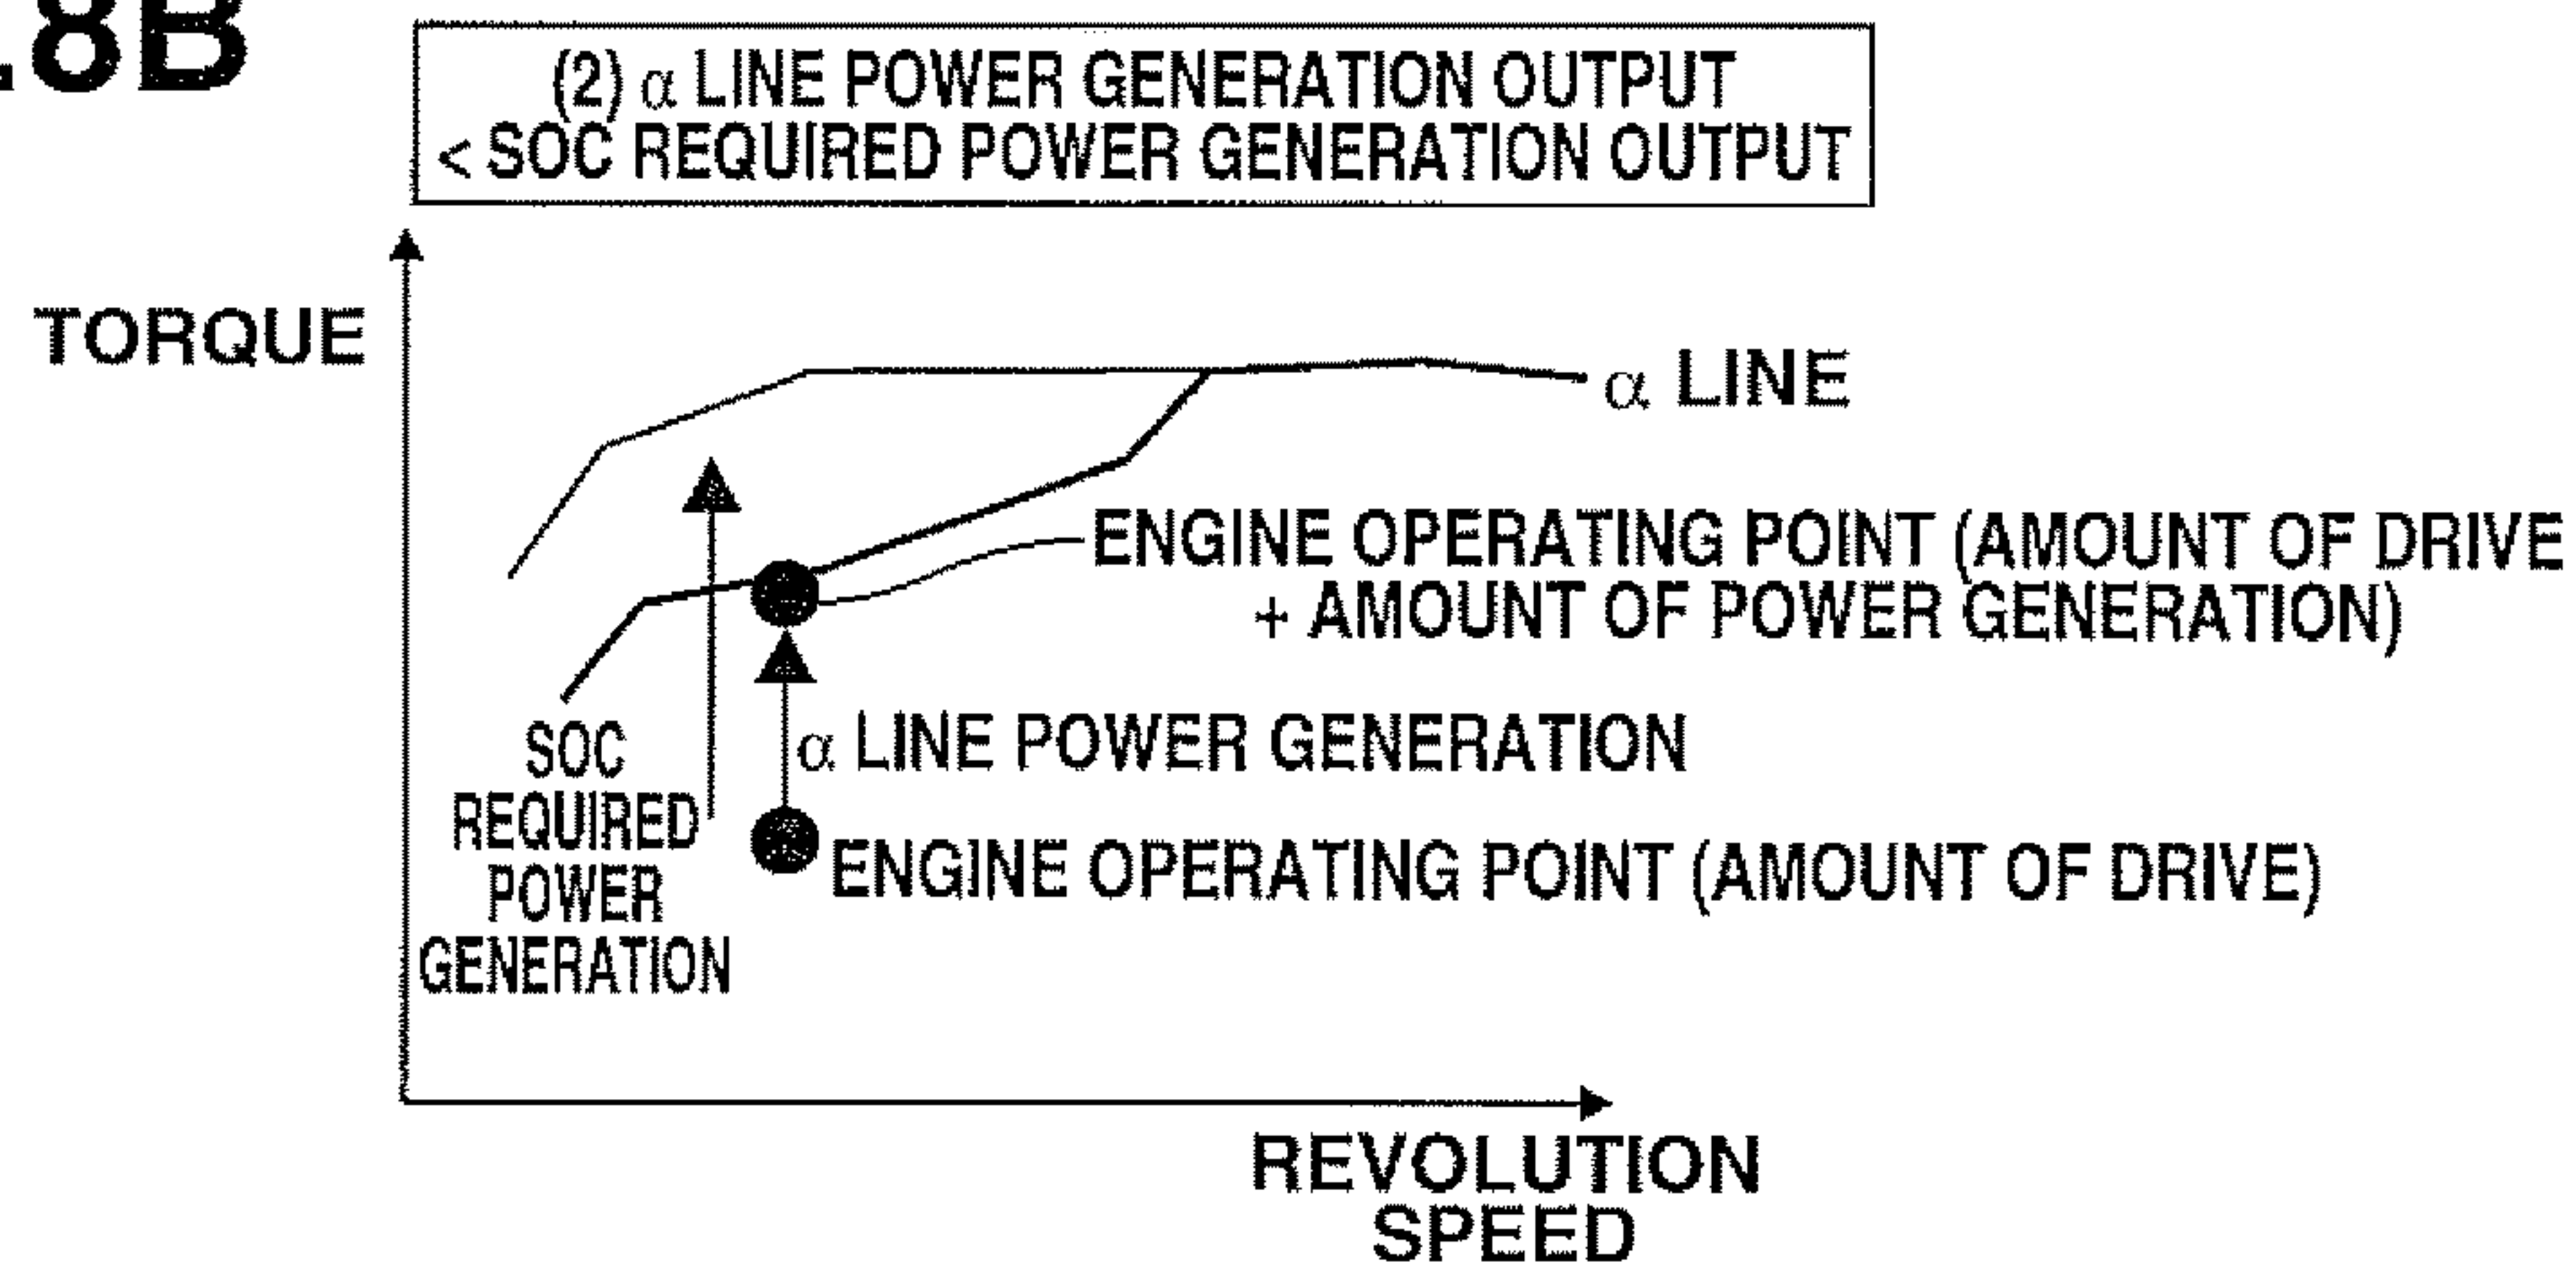 .8B
(2) α LINE POWER GENERATION OUTPUT
< SOC REQUIRED POWER GENERATION OUTPUT
TORQUE
α LINE
ENGINE OPERATING POINT (AMOUNT OF DRIVE
+ AMOUNT OF POWER GENERATION)
SOC
REQUIRED
POWER
GENERATION
α LINE POWER GENERATION
ENGINE OPERATING POINT (AMOUNT OF DRIVE)
REVOLUTION
SPEED